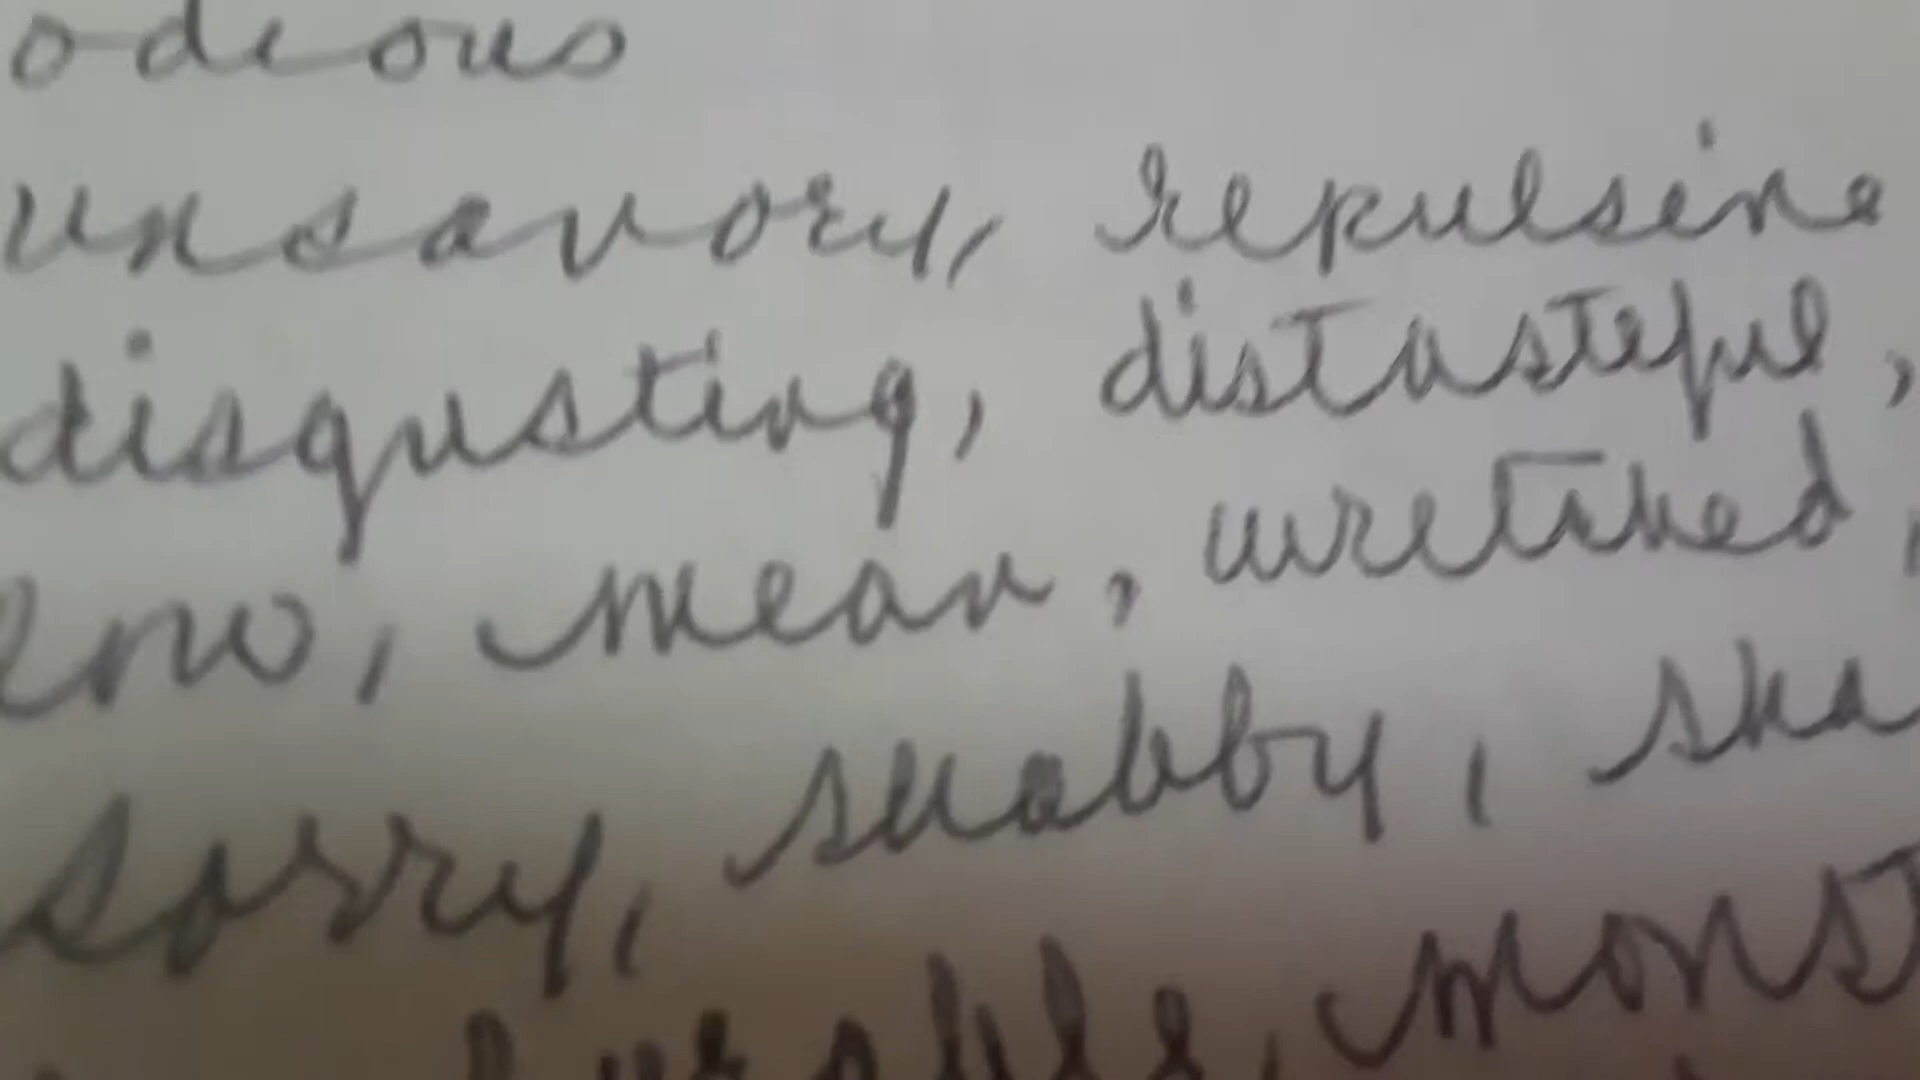 odious
unsavory, repulsive
disgusting, distasteful,
low, mean, wretched,
sorry, shabby,